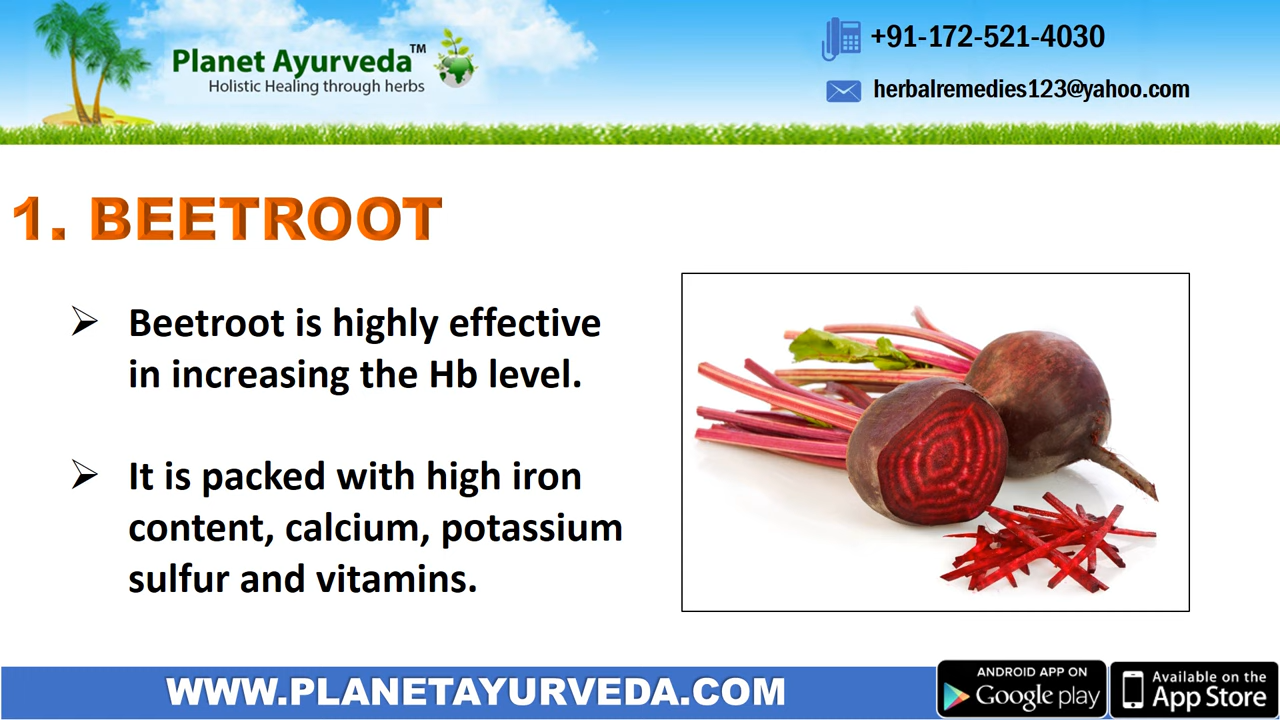 Planet Ayurveda™
Holistic Healing through herbs
+91-172-521-4030
herbalremedies123@yahoo.com
1. BEETROOT
➢ Beetroot is highly effective
in increasing the Hb level.
➢ It is packed with high iron
content, calcium, potassium
sulfur and vitamins.
WWW.PLANETAYURVEDA.COM
ANDROID APP ON
Google play
Available on the
App Store